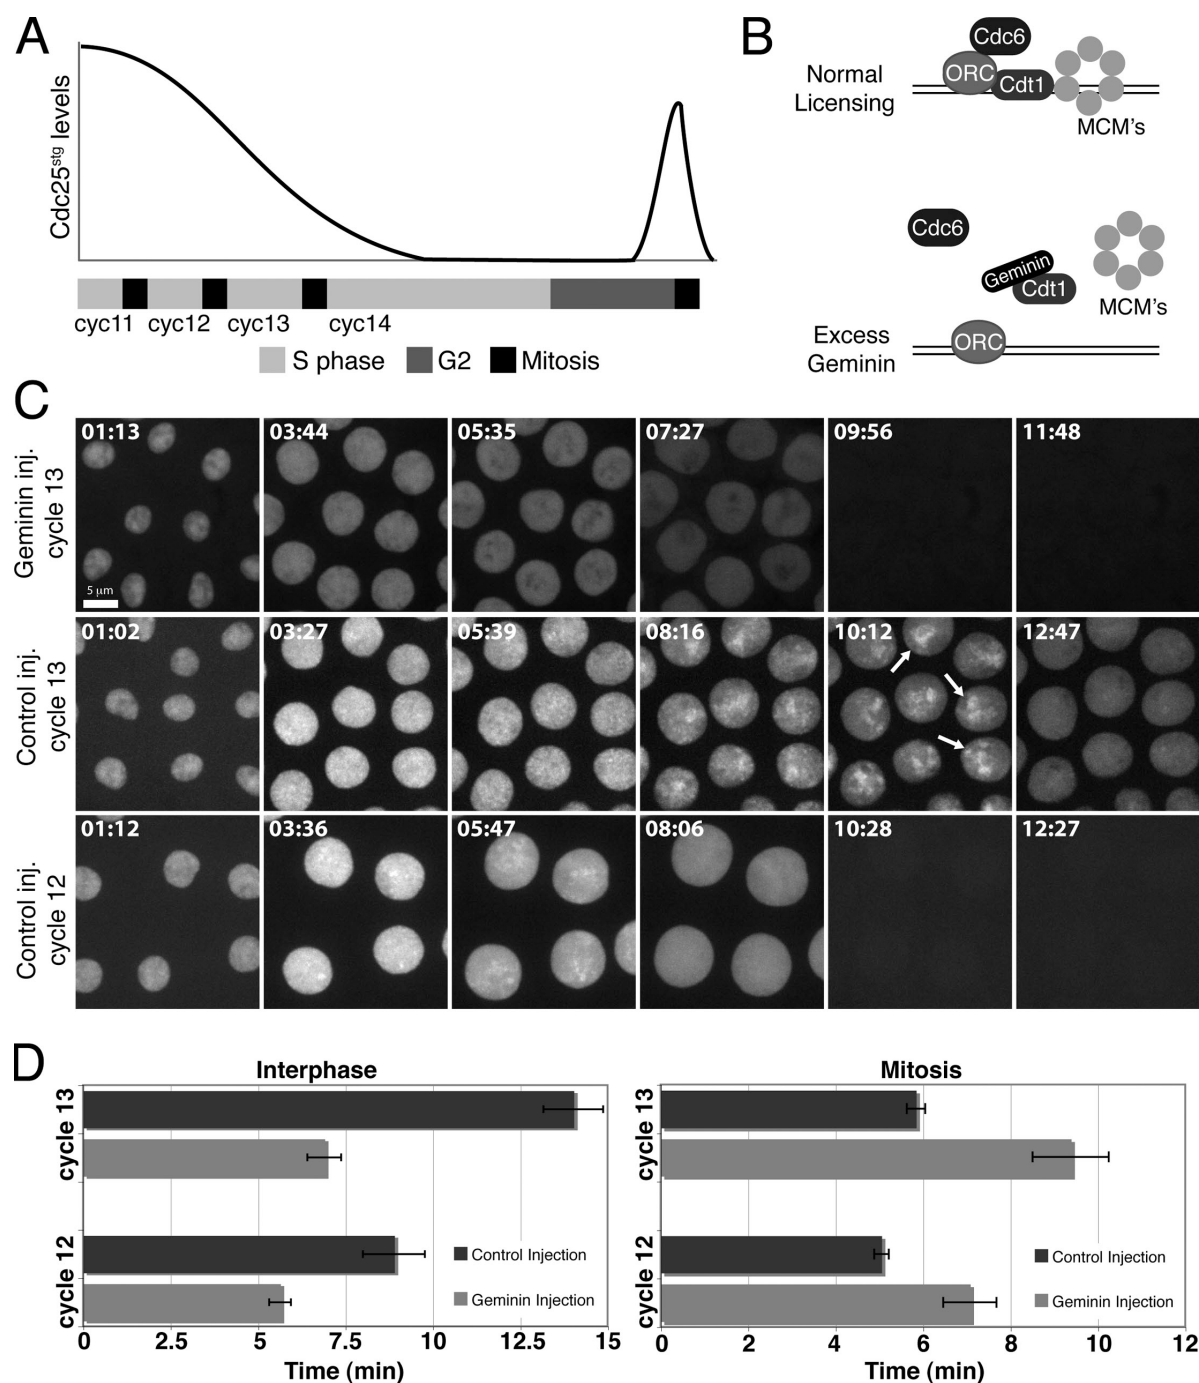 A
Cdc25stg levels
cyc11 cyc12 cyc13 cyc14
S phase G2 Mitosis
B
Normal
Licensing
Cdc6
ORC
Cdt1
MCM's
Cdc6
Geminin
Cdt1
MCM's
Excess
Geminin
ORC
C
Geminin inj.
cycle 13
01:13 03:44 05:35 07:27 09:56 11:48
5 μm
Control inj.
cycle 13
01:02 03:27 05:39 08:16 10:12 12:47
Control inj.
cycle 12
01:12 03:36 05:47 08:06 10:28 12:27
D
Interphase
cycle 13
cycle 12
Control Injection
Geminin Injection
0 2.5 5 7.5 10 12.5 15
Time (min)
Mitosis
cycle 13
cycle 12
Control Injection
Geminin Injection
0 2 4 6 8 10 12
Time (min)